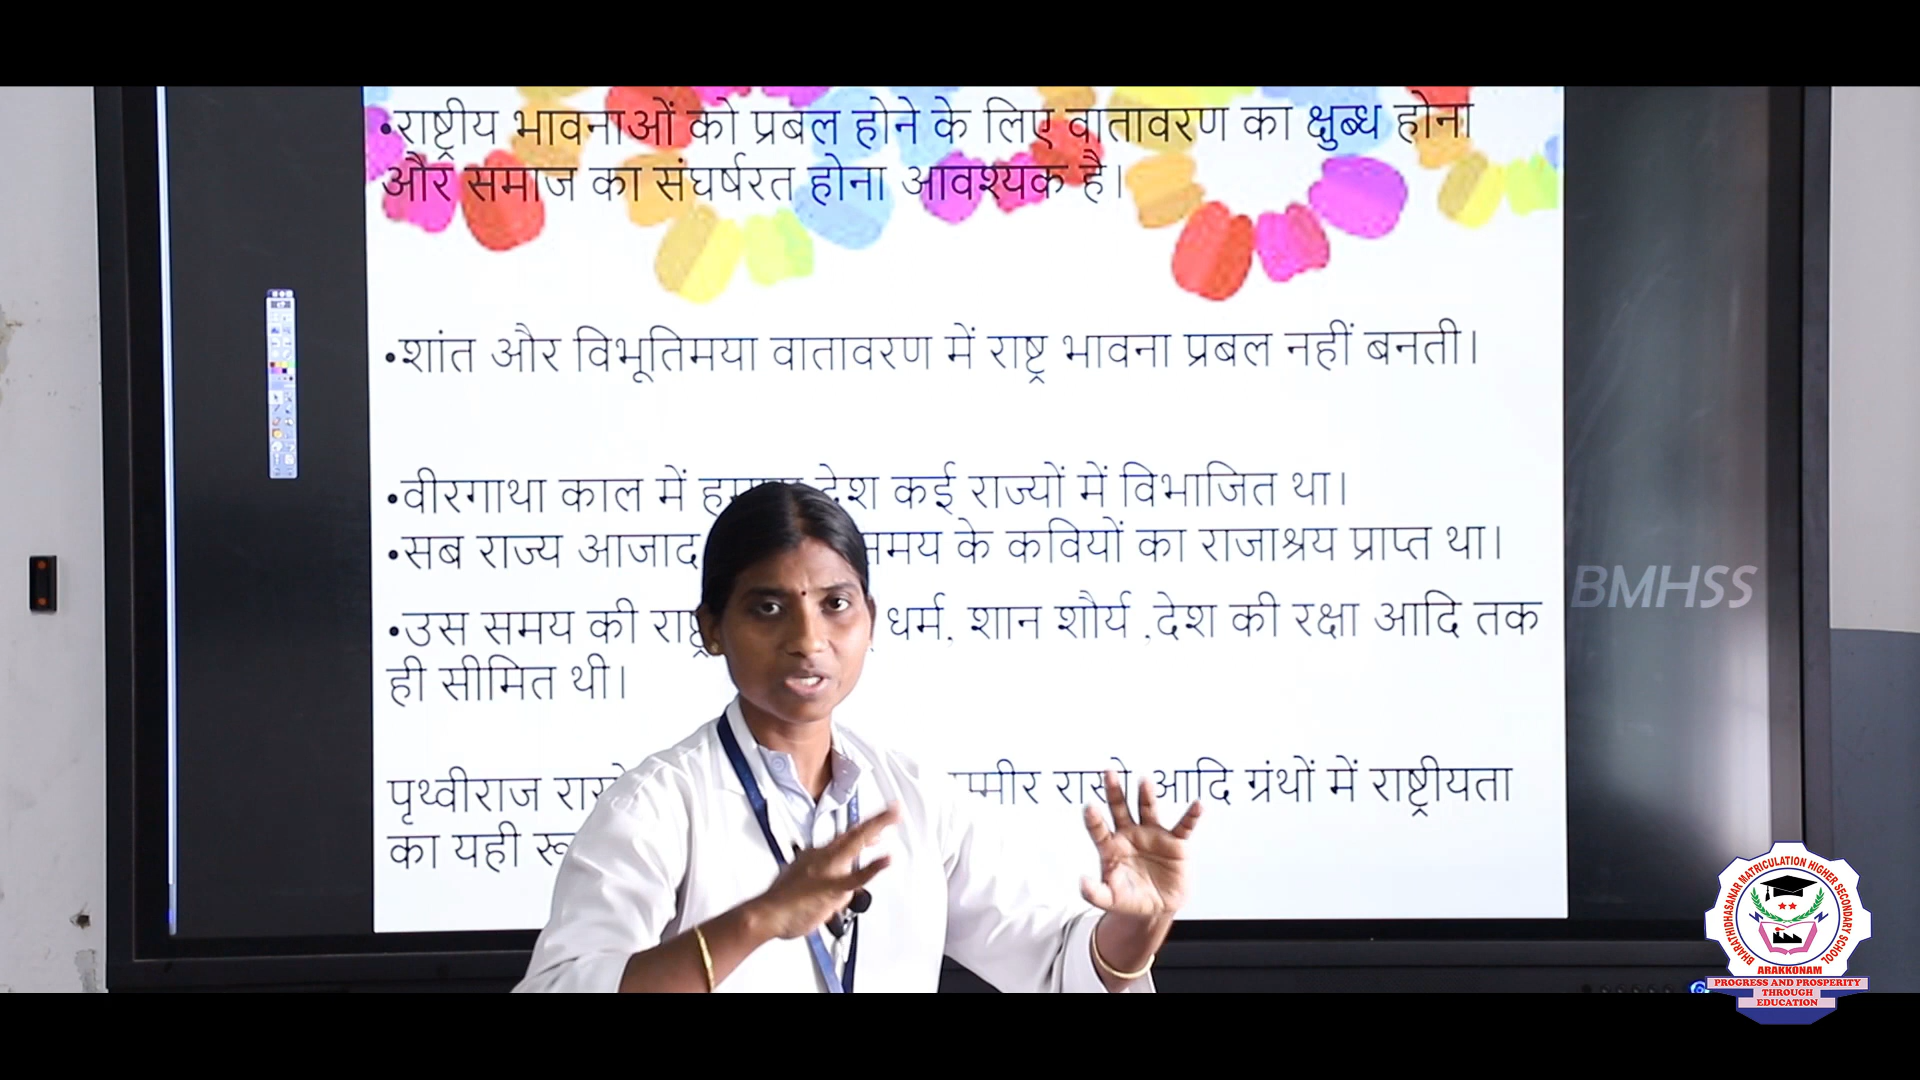 •राष्ट्रीय भावनाओं को प्रबल होने के लिए वातावरण का क्षुब्ध होना
और समाज का संघर्षरत होना आवश्यक है।
•शांत और विभूतिमया वातावरण में राष्ट्र भावना प्रबल नहीं बनती।
•वीरगाथा काल में देश कई राज्यों में विभाजित था।
•सब राज्य आजाद समय के कवियों का राजाश्रय प्राप्त था।
•उस समय की धर्म, शान शौर्य ,देश की रक्षा आदि तक
ही सीमित थी।
पृथ्वीराज रासो आदि ग्रंथों में राष्ट्रीयता
का यही
BMHSS
BHARATHIDHASANAR MATRICULATION HIGHER SECONDARY SCHOOL
ARAKKONAM
PROGRESS AND PROSPERITY
THROUGH
EDUCATION